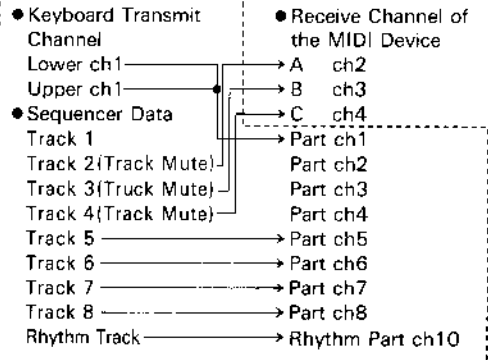 ● Keyboard Transmit
Channel
Lower ch1
Upper ch1
● Sequencer Data
Track 1
Track 2(Track Mute)
Track 3(Truck Mute)
Track 4(Track Mute)
Track 5
Track 6
Track 7
Track 8
Rhythm Track
● Receive Channel of
the MIDI Device
A ch2
B ch3
C ch4
Part ch1
Part ch2
Part ch3
Part ch4
Part ch5
Part ch6
Part ch7
Part ch8
Rhythm Part ch10